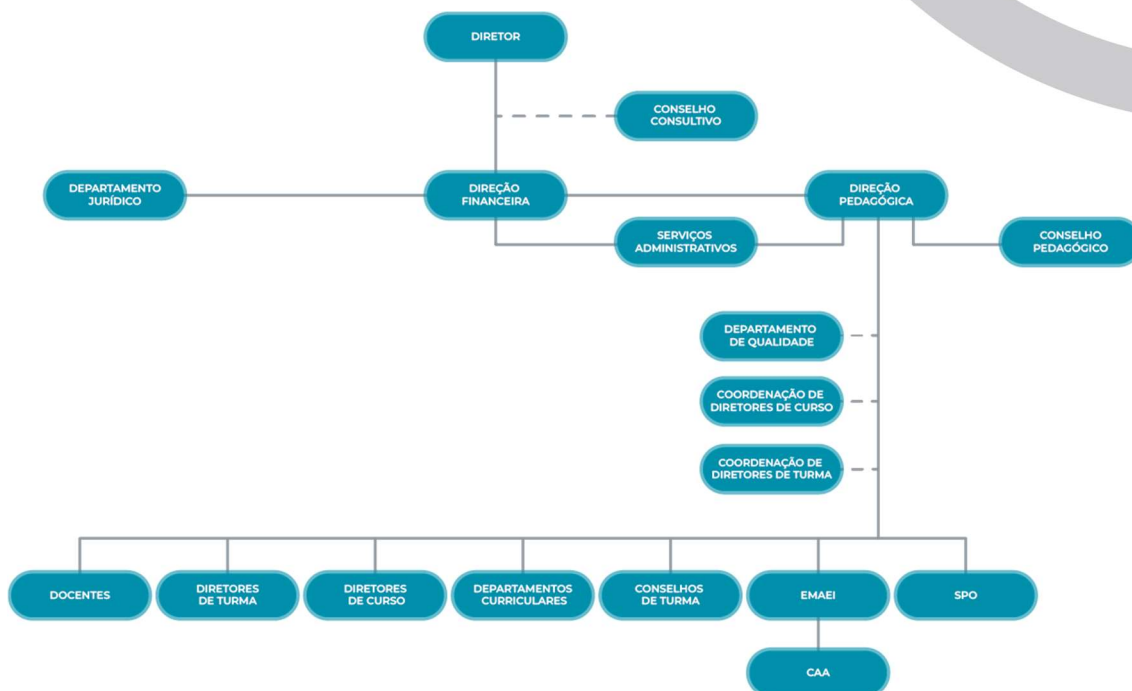 DIRETOR
CONSELHO
CONSULTIVO
DEPARTAMENTO
JURÍDICO
DIREÇÃO
FINANCEIRA
DIREÇÃO
PEDAGÓGICA
SERVIÇOS
ADMINISTRATIVOS
CONSELHO
PEDAGÓGICO
DEPARTAMENTO
DE QUALIDADE
COORDENAÇÃO DE
DIRETORES DE CURSO
COORDENAÇÃO DE
DIRETORES DE TURMA
DOCENTES
DIRETORES
DE TURMA
DIRETORES
DE CURSO
DEPARTAMENTOS
CURRICULARES
CONSELHOS
DE TURMA
EMAEI
SPO
CAA